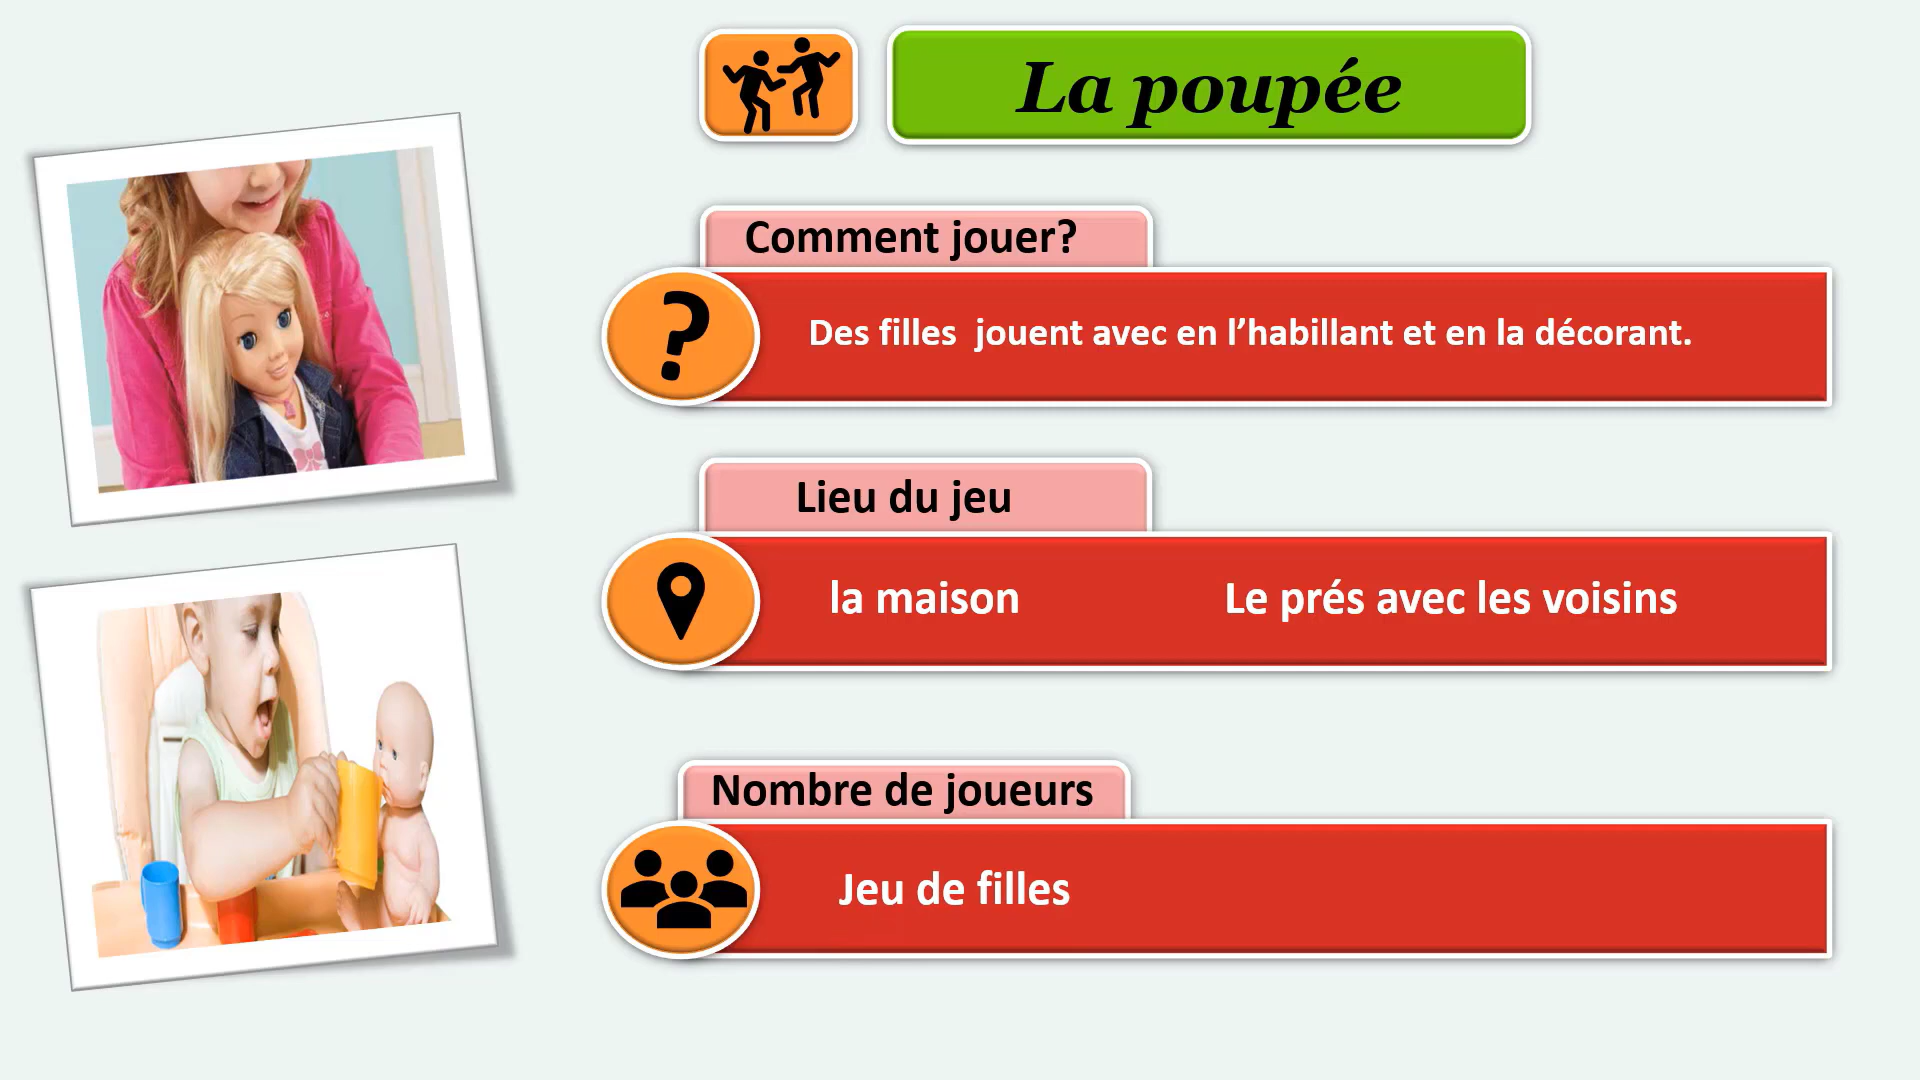 La poupée
Comment jouer?
?
Des filles  jouent avec en l’habillant et en la décorant.
Lieu du jeu
la maison
Le prés avec les voisins
Nombre de joueurs
Jeu de filles